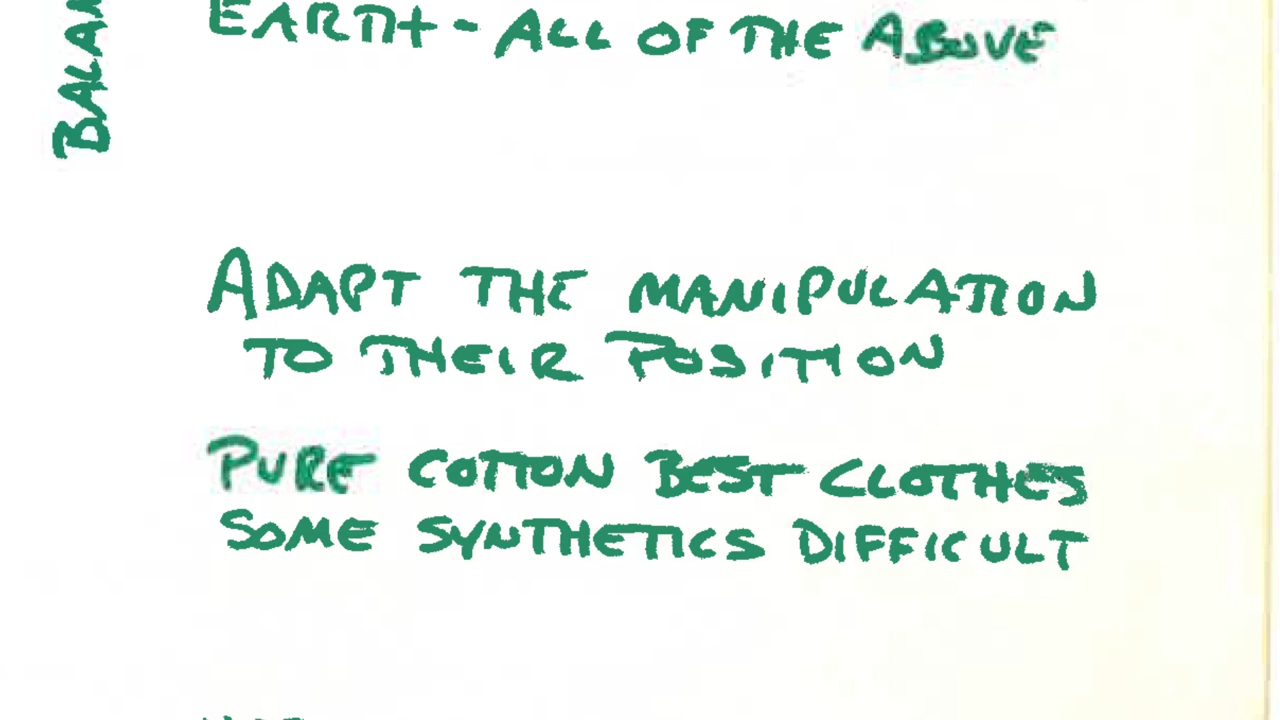 EARTH - ALL OF THE ABOVE
ADAPT THE MANIPULATION
TO THEIR POSITION
PURE COTTON BEST CLOTHES
SOME SYNTHETICS DIFFICULT